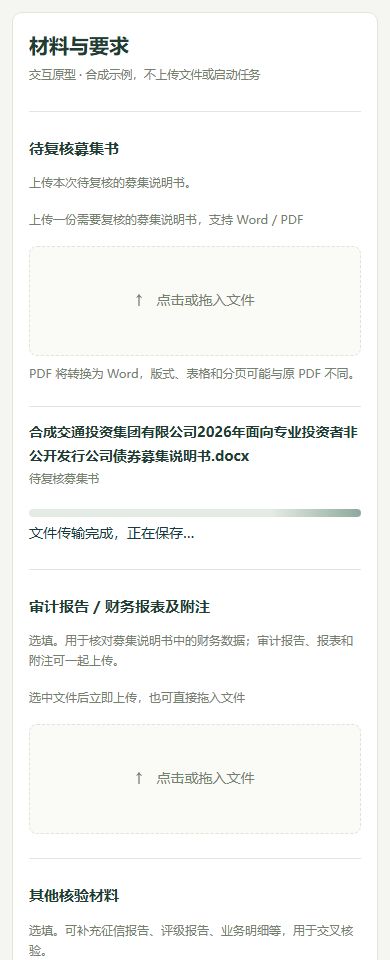 材料与要求
交互原型 · 合成示例，不上传文件或启动任务
待复核募集书
上传本次待复核的募集说明书。
上传一份需要复核的募集说明书，支持 Word / PDF
↑ 点击或拖入文件
PDF 将转换为 Word，版式、表格和分页可能与原 PDF 不同。
合成交通投资集团有限公司2026年面向专业投资者非
公开发行公司债券募集说明书.docx
待复核募集书
文件传输完成，正在保存...
审计报告 / 财务报表及附注
选填。用于核对募集说明书中的财务数据；审计报告、报表和
附注可一起上传。
选中文件后立即上传，也可直接拖入文件
↑ 点击或拖入文件
其他核验材料
选填。可补充征信报告、评级报告、业务明细等，用于交叉核
验。